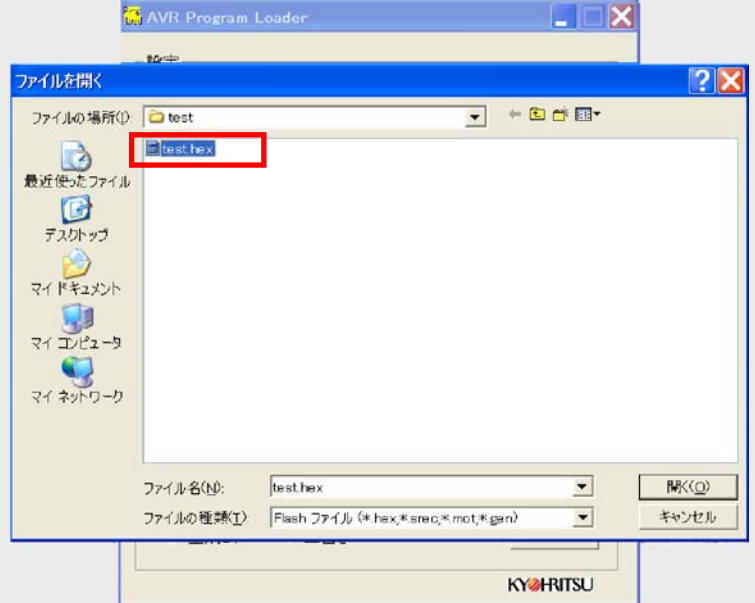 AVR Program Loader
設定
ファイルを開く
ファイルの場所(I):
test
test.hex
最近使ったファイル
デスクトップ
マイ ドキュメント
マイ コンピュータ
マイ ネットワーク
ファイル名(N):
test.hex
開く(O)
ファイルの種類(T):
Flash ファイル (*.hex,*.srec,*.mot,*.gen)
キャンセル
KYOHRITSU